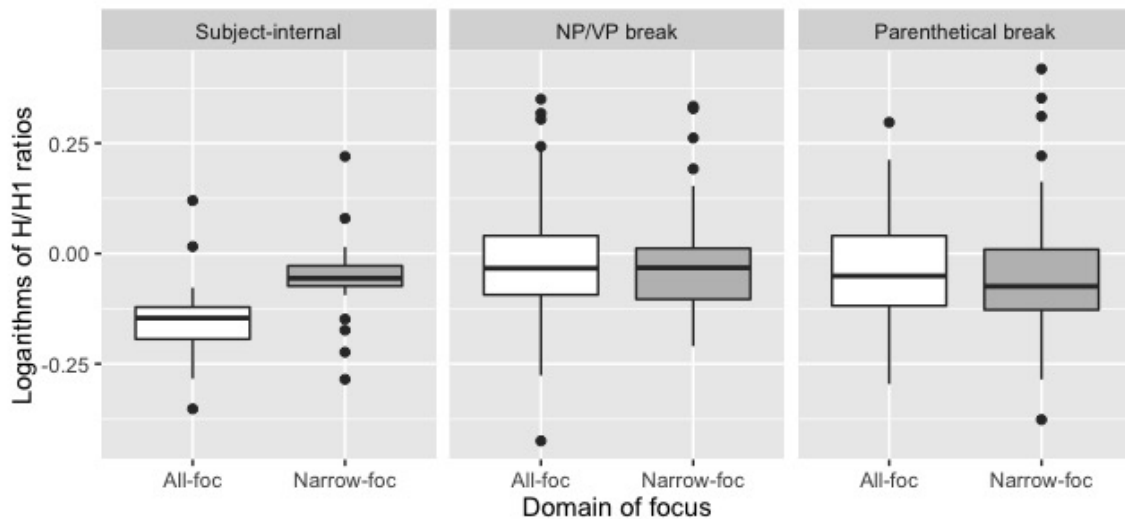 Subject-internal
NP/VP break
Parenthetical break
Logarithms of H/H1 ratios
0.25
0.00
-0.25
All-foc
Narrow-foc
All-foc
Narrow-foc
All-foc
Narrow-foc
Domain of focus